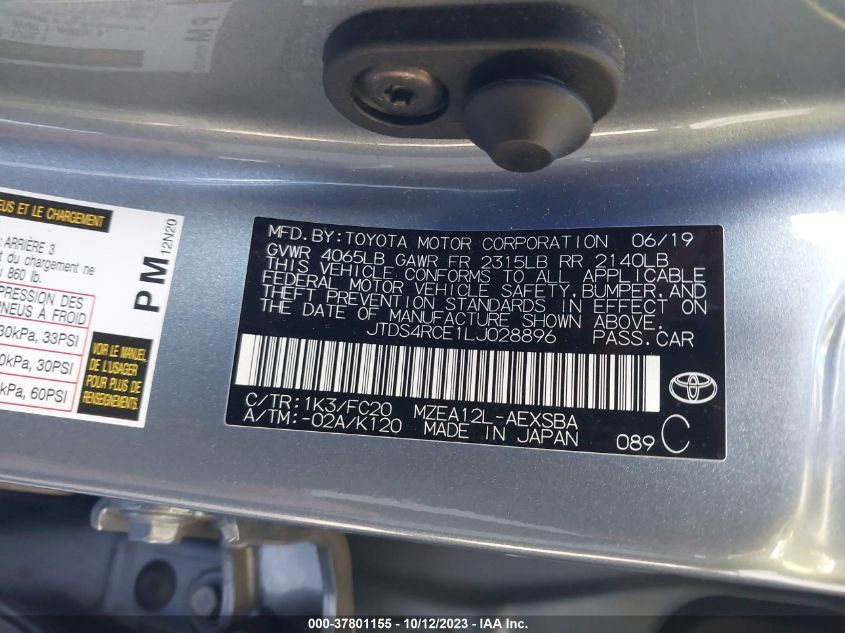 EUS ET LE CHARGEMENT
ARRIÈRE 3
et du chargement ne
860 lb.
PRESSION DES
PNEUS À FROID
30kPa, 33PSI
0kPa, 30PSI
kPa, 60PSI
VOIR LE MANUEL
DE L'USAGER
POUR PLUS DE
RENSEIGNEMENTS
PM 12N20
MFD. BY: TOYOTA MOTOR CORPORATION 06/19
GVWR 4065LB GAWR FR 2315LB RR 2140LB
THIS VEHICLE CONFORMS TO ALL APPLICABLE
FEDERAL MOTOR VEHICLE SAFETY, BUMPER, AND
THEFT PREVENTION STANDARDS IN EFFECT ON
THE DATE OF MANUFACTURE SHOWN ABOVE.
JTDS4RCE1LJ028896 PASS.CAR
C/TR: 1K3/FC20 MZEA12L-AEXSBA
A/TM: -02A/K120 MADE IN JAPAN 089 C
000-37801155 - 10/12/2023 - © IAA Inc.